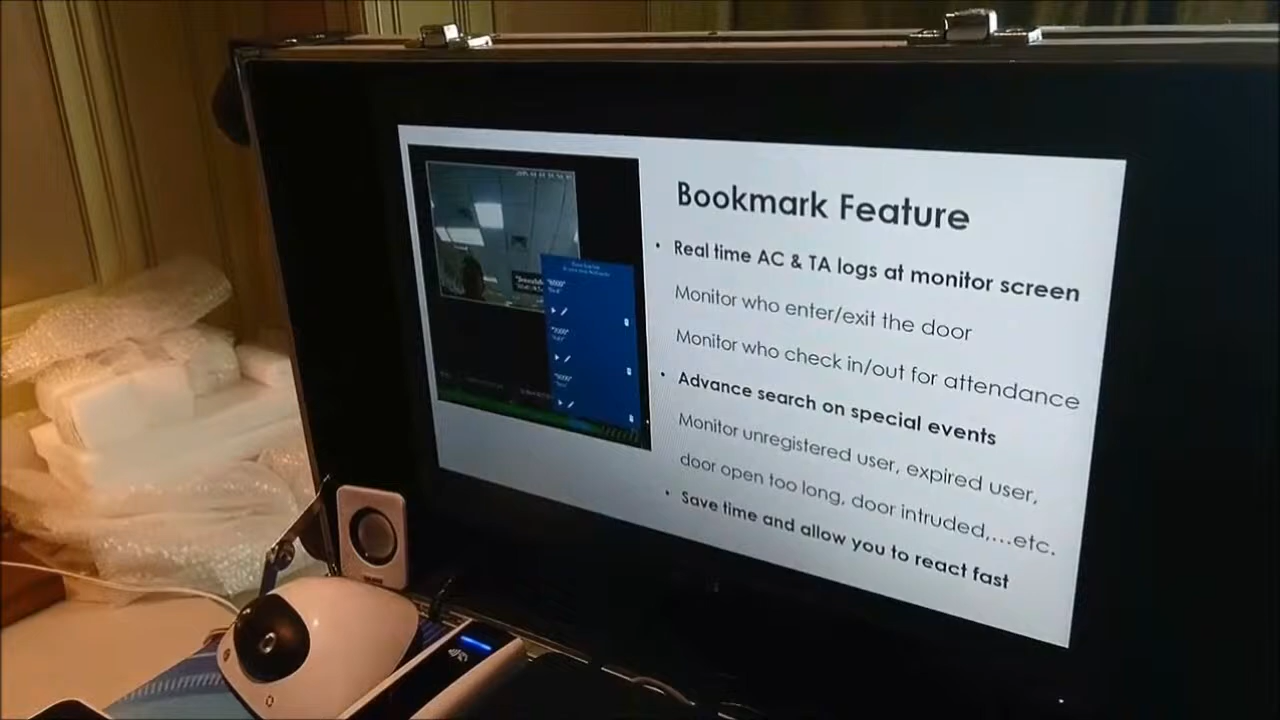 Bookmark Feature
• Real time AC & TA logs at monitor screen
Monitor who enter/exit the door
Monitor who check in/out for attendance
• Advance search on special events
Monitor unregistered user, expired user,
door open too long, door intruded,...etc.
• Save time and allow you to react fast